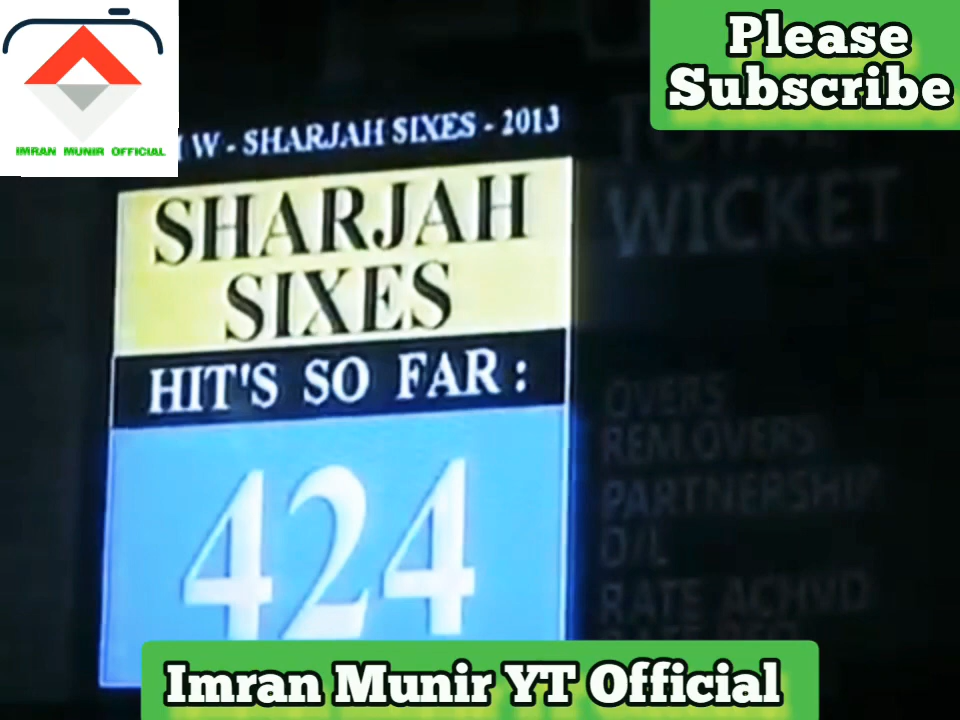 Please
Subscribe
IMRAN MUNIR OFFICIAL
W - SHARJAH SIXES - 2013
SHARJAH
SIXES
HIT'S SO FAR :
424
WICKET
OVERS
REM.OVERS
PARTNERSHIP
D/L
RATE ACHVD
Imran Munir YT Official